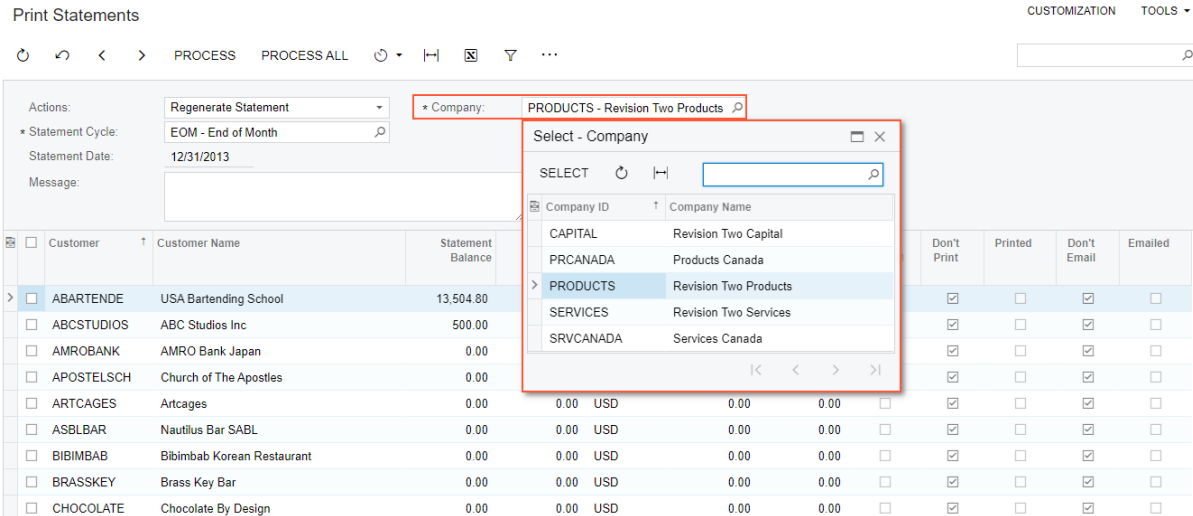 Print Statements
CUSTOMIZATION TOOLS
PROCESS PROCESS ALL
Actions: Regenerate Statement * Company: PRODUCTS - Revision Two Products
* Statement Cycle: EOM - End of Month
Statement Date: 12/31/2013
Message:
Select - Company
SELECT
Company ID Company Name
CAPITAL Revision Two Capital
PRCANADA Products Canada
PRODUCTS Revision Two Products
SERVICES Revision Two Services
SRVCANADA Services Canada
Customer Customer Name Statement Balance Don't Print Printed Don't Email Emailed
ABARTENDE USA Bartending School 13,504.80
ABCSTUDIOS ABC Studios Inc 500.00
AMROBANK AMRO Bank Japan 0.00
APOSTELSCH Church of The Apostles 0.00
ARTCAGES Artcages 0.00 0.00 USD 0.00 0.00
ASBLBAR Nautilus Bar SABL 0.00 0.00 USD 0.00 0.00
BIBIMBAB Bibimbab Korean Restaurant 0.00 0.00 USD 0.00 0.00
BRASSKEY Brass Key Bar 0.00 0.00 USD 0.00 0.00
CHOCOLATE Chocolate By Design 0.00 0.00 USD 0.00 0.00